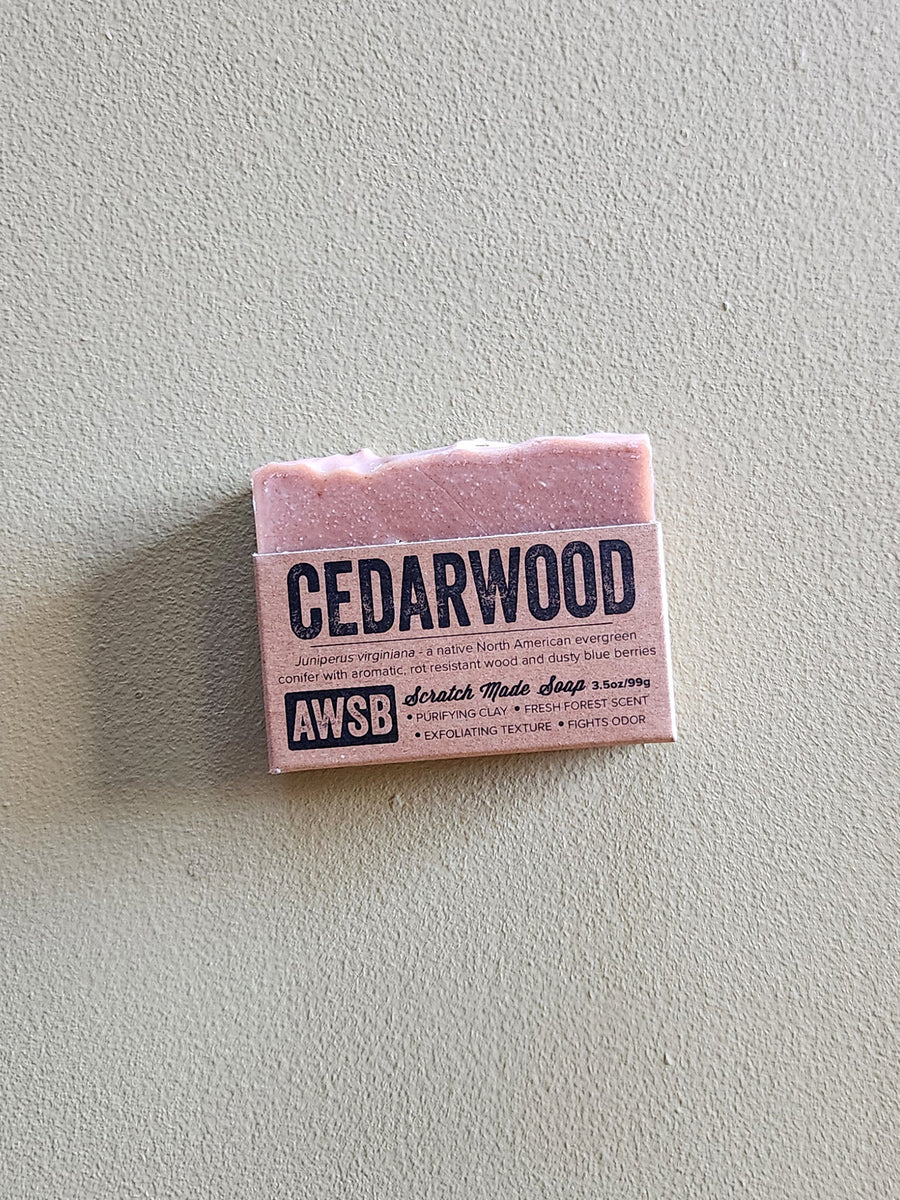 CEDARWOOD
Juniperus virginiana - a native North American evergreen
conifer with aromatic, rot resistant wood and dusty blue berries
AWSB
Scratch Made Soap 3.5oz/99g
• PURIFYING CLAY • FRESH FOREST SCENT
• EXFOLIATING TEXTURE • FIGHTS ODOR